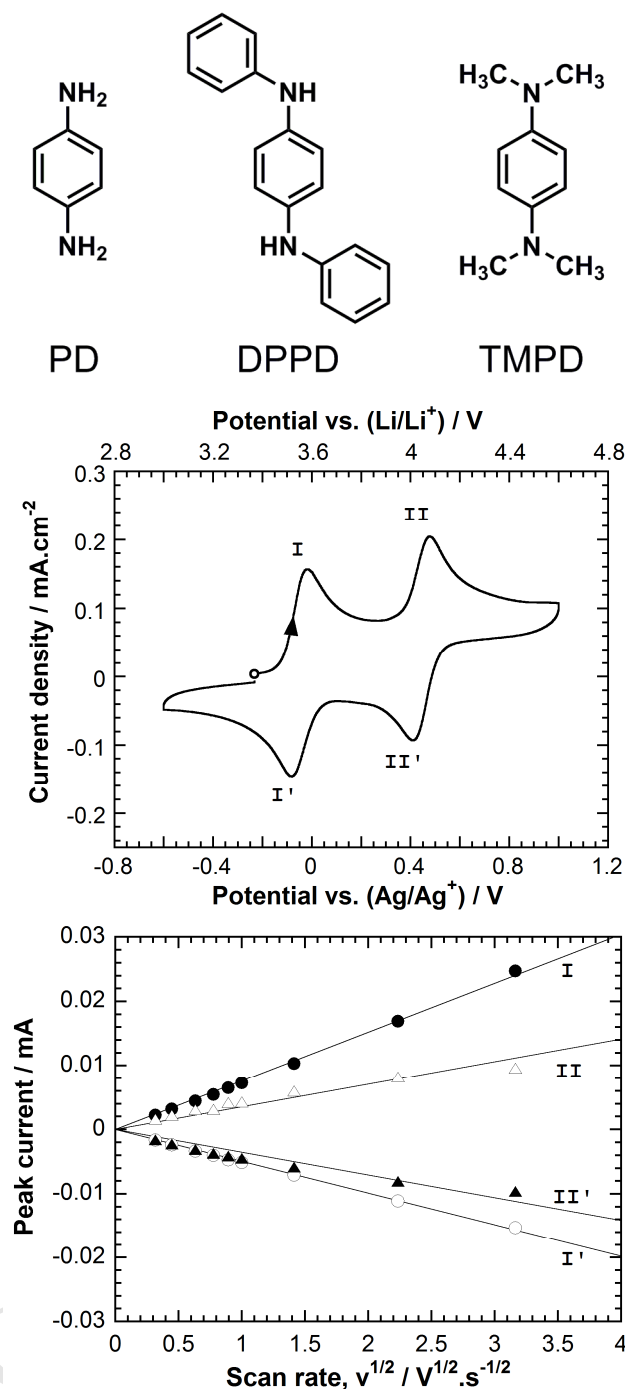 H₃C CH₃
NH₂ NH N
NH₂ HN N
H₃C CH₃
PD DPPD TMPD
Potential vs. (Li/Li⁺) / V
2.8 3.2 3.6 4 4.4 4.8
Current density / mA.cm⁻²
0.3
0.2
0.1
0
-0.1
-0.2
I
II
I'
II'
-0.8 -0.4 0 0.4 0.8 1.2
Potential vs. (Ag/Ag⁺) / V
Peak current / mA
0.03
0.02
0.01
0
-0.01
-0.02
-0.03
I
II
II'
I'
0 0.5 1 1.5 2 2.5 3 3.5 4
Scan rate, v¹/² / V¹/².s⁻¹/²